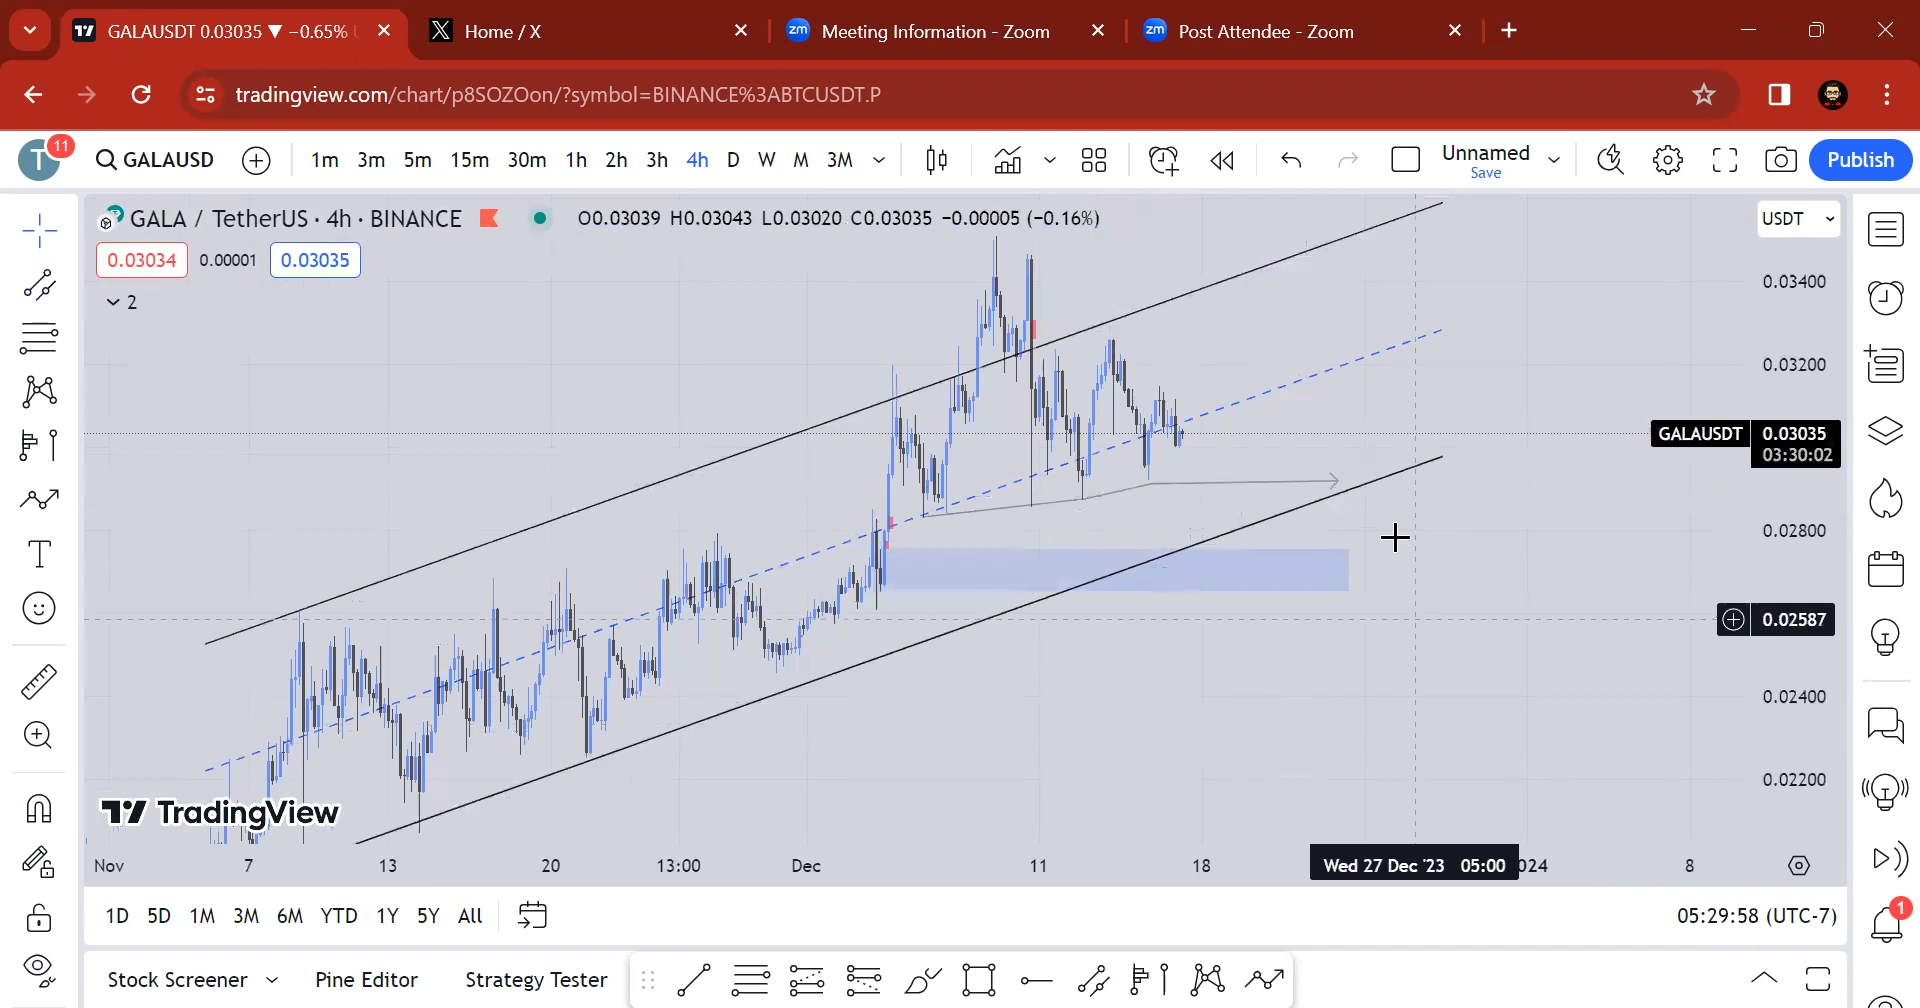 GALAUSDT 0.03035 ▼ −0.65%
Home / X
Meeting Information - Zoom
Post Attendee - Zoom
tradingview.com/chart/p8SOZOon/?symbol=BINANCE%3ABTCUSDT.P
T 11
GALAUSD
1m 3m 5m 15m 30m 1h 2h 3h 4h D W M 3M
Unnamed
Save
Publish
GALA / TetherUS · 4h · BINANCE
O0.03039 H0.03043 L0.03020 C0.03035 −0.00005 (−0.16%)
USDT
0.03034 0.00001 0.03035
2
0.03400
0.03200
GALAUSDT 0.03035
03:30:02
0.02800
0.02587
0.02400
0.02200
TradingView
Nov 7 13 20 13:00 Dec 11 18 Wed 27 Dec '23 05:00 024 8
1D 5D 1M 3M 6M YTD 1Y 5Y All
05:29:58 (UTC-7)
1
Stock Screener Pine Editor Strategy Tester